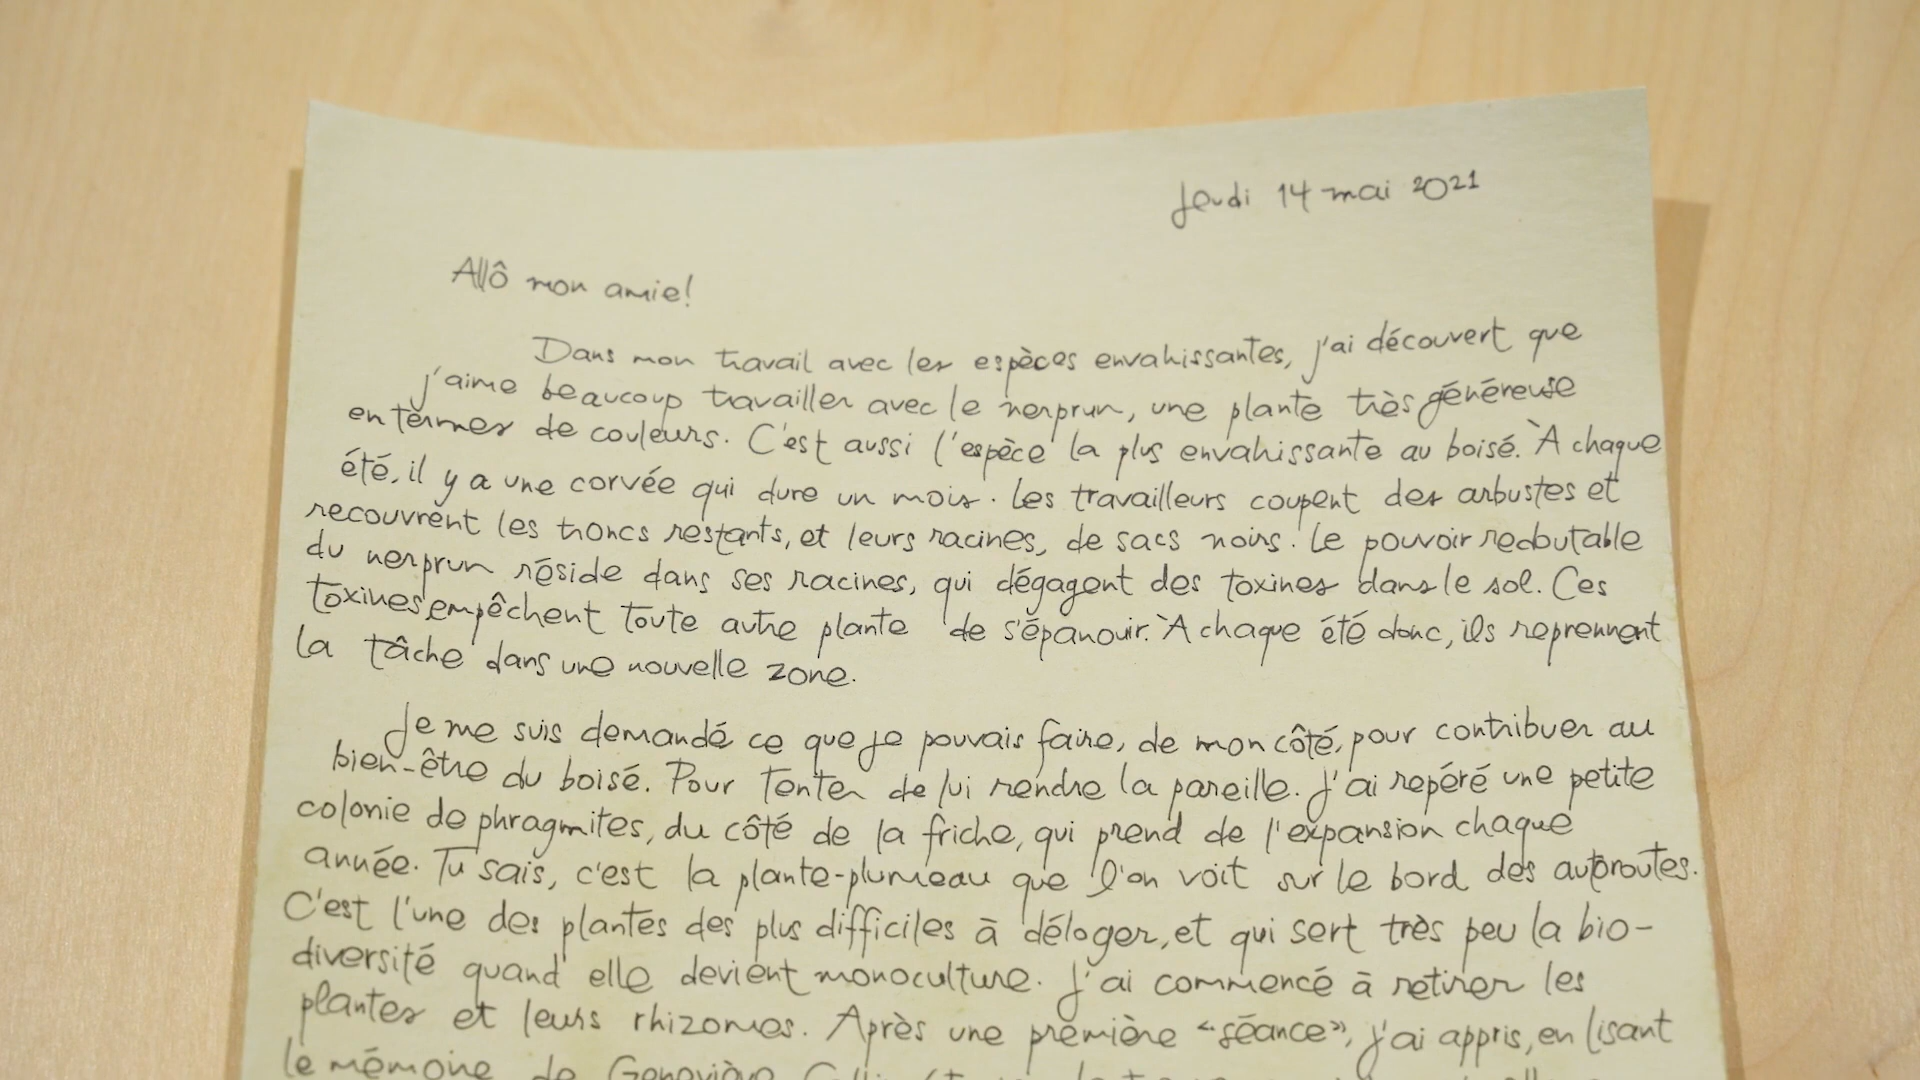 Jeudi 14 mai 2021
Allô mon amie!
Dans mon travail avec les espèces envahissantes, j'ai découvert que
j'aime beaucoup travailler avec le nerprun, une plante très généreuse
en termes de couleurs. C'est aussi l'espèce la plus envahissante au boisé. À chaque
été, il y a une corvée qui dure un mois. Les travailleurs coupent des arbustes et
recouvrent les troncs restants, et leurs racines, de sacs noirs. Le pouvoir redoutable
du nerprun réside dans ses racines, qui dégagent des toxines dans le sol. Ces
toxines empêchent toute autre plante de s'épanouir. À chaque été donc, ils reprennent
la tâche dans une nouvelle zone.
Je me suis demandé ce que je pouvais faire, de mon côté, pour contribuer au
bien-être du boisé. Pour tenter de lui rendre la pareille. J'ai repéré une petite
colonie de phragmites, du côté de la friche, qui prend de l'expansion chaque
année. Tu sais, c'est la plante-plumeau que l'on voit sur le bord des autoroutes.
C'est l'une des plantes des plus difficiles à déloger, et qui sert très peu la bio-
diversité quand elle devient monoculture. J'ai commencé à retirer les
plantes et leurs rhizomes. Après une première "séance", j'ai appris, en lisant
le mémoire de Geneviève